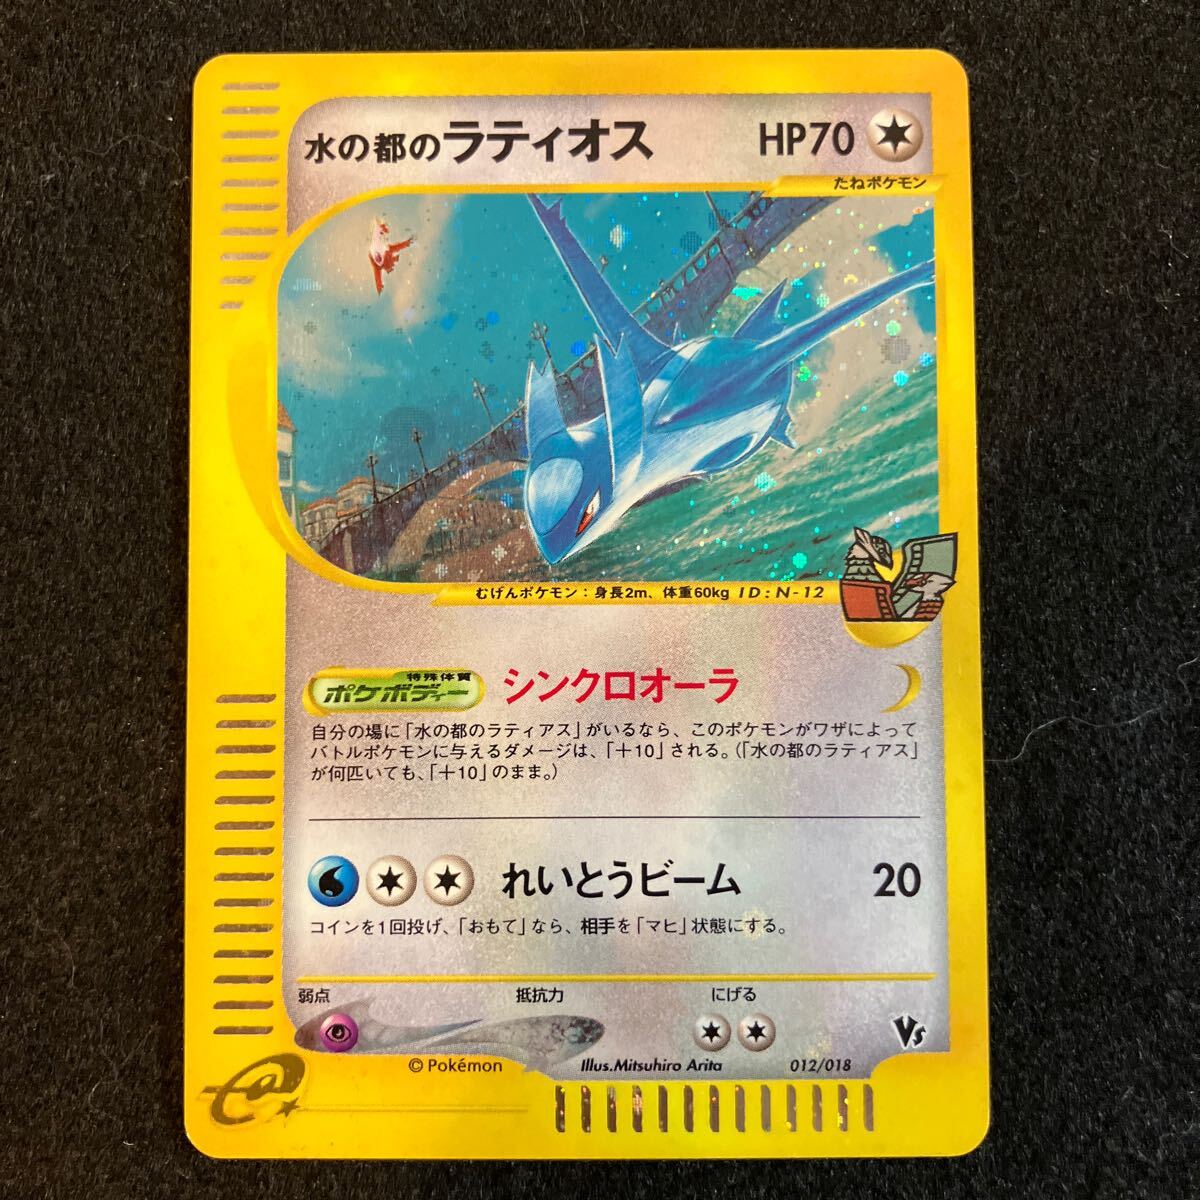 水の都のラティオス HP70
たねポケモン
むげんポケモン：身長2m、体重60kg ID：N-12
特殊体質
ポケボディー シンクロオーラ
自分の場に「水の都のラティアス」がいるなら、このポケモンがワザによって
バトルポケモンに与えるダメージは、「＋10」される。（「水の都のラティアス」
が何匹いても、「＋10」のまま。）
れいとうビーム 20
コインを1回投げ、「おもて」なら、相手を「マヒ」状態にする。
弱点 抵抗力 にげる
Vs
© Pokémon Illus.Mitsuhiro Arita 012/018
e